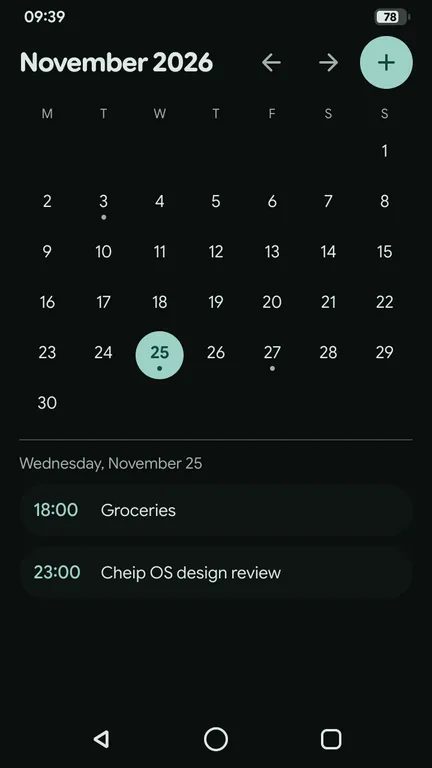 09:39
78
November 2026
M T W T F S S
1
2 3 4 5 6 7 8
9 10 11 12 13 14 15
16 17 18 19 20 21 22
23 24 25 26 27 28 29
30
Wednesday, November 25
18:00 Groceries
23:00 Cheip OS design review